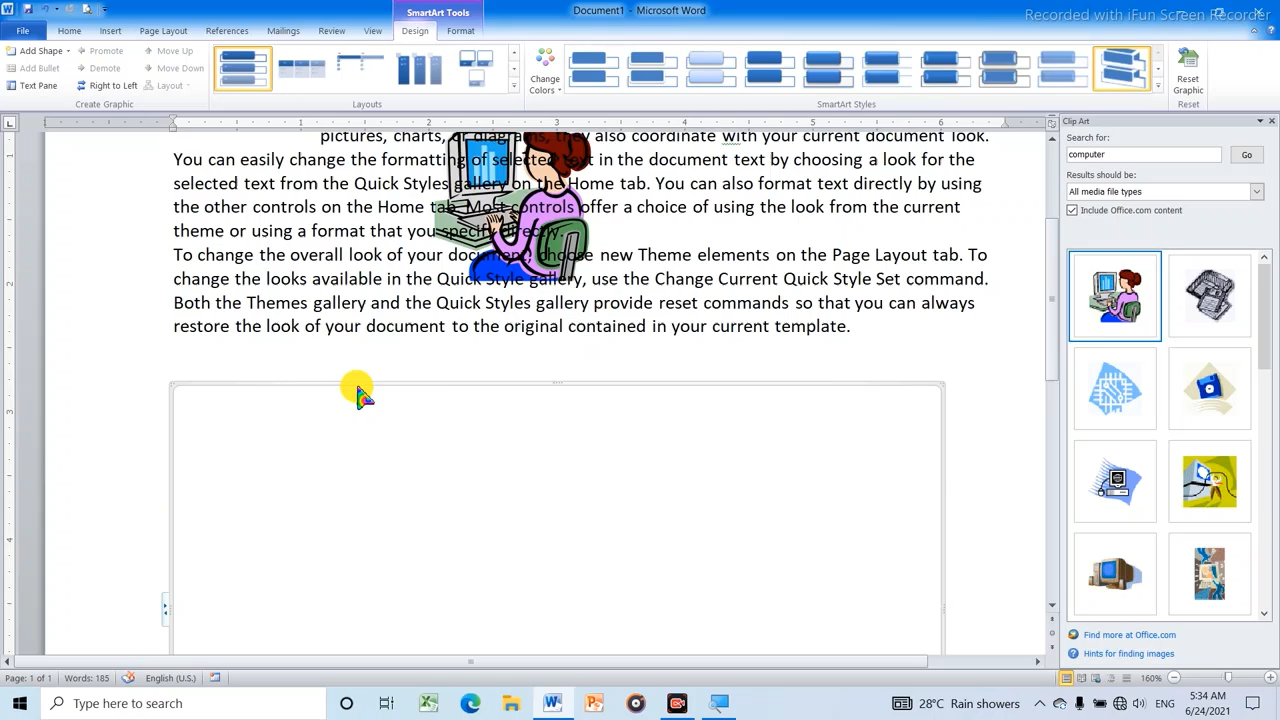 SmartArt Tools
Document1 - Microsoft Word
Recorded with iFun Screen Recorder
File
Home
Insert
Page Layout
References
Mailings
Review
View
Design
Format
Add Shape
Promote
Move Up
Add Bullet
Demote
Move Down
Text Pane
Right to Left
Layout
Create Graphic
Layouts
Change
Colors
SmartArt Styles
Reset
Graphic
Reset
pictures, charts, or diagrams, they also coordinate with your current document look.
You can easily change the formatting of selected text in the document text by choosing a look for the
selected text from the Quick Styles gallery on the Home tab. You can also format text directly by using
the other controls on the Home tab. Most controls offer a choice of using the look from the current
theme or using a format that you specify directly.
To change the overall look of your document, choose new Theme elements on the Page Layout tab. To
change the looks available in the Quick Style gallery, use the Change Current Quick Style Set command.
Both the Themes gallery and the Quick Styles gallery provide reset commands so that you can always
restore the look of your document to the original contained in your current template.
Clip Art
Search for:
computer
Go
Results should be:
All media file types
Include Office.com content
Find more at Office.com
Hints for finding images
Page: 1 of 1
Words: 185
English (U.S.)
160%
Type here to search
28°C Rain showers
ENG
5:34 AM
6/24/2021